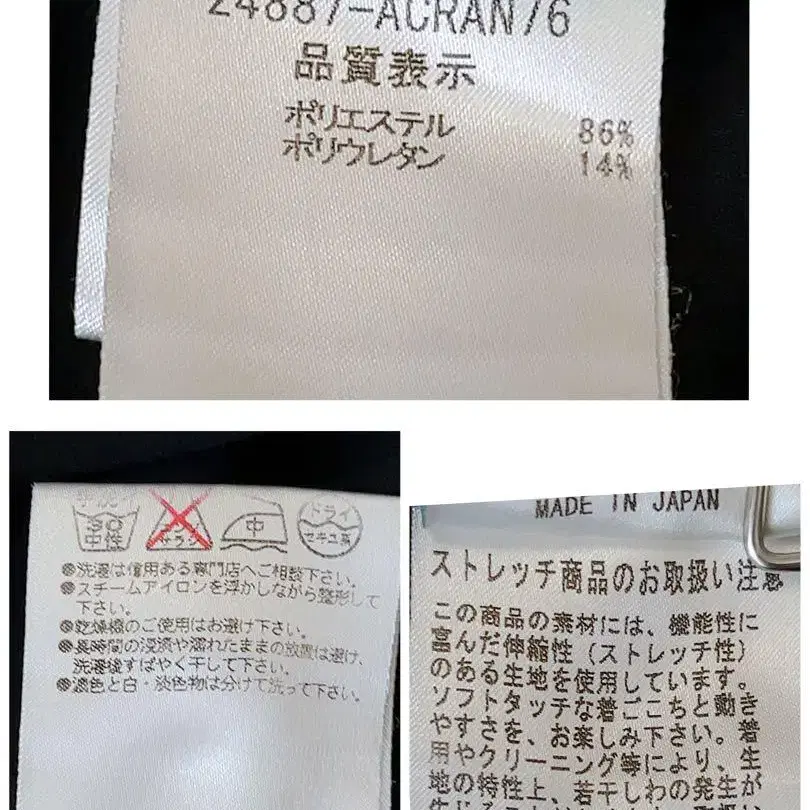 24887-ACRAN76
品質表示
ポリエステル 86%
ポリウレタン 14%
手洗イ
30
中性
エンソサラシ
中
ドライ
セキユ系
●洗濯は信用ある専門店へご相談下さい。
●スチームアイロンを浮かしながら整形して
下さい。
●乾燥機のご使用はお避け下さい。
●長時間の浸漬や濡れたままの放置は避け、
洗濯後すばやく干して下さい。
●濃色と白・淡色物は分けて洗って下さい。
MADE IN JAPAN
ストレッチ商品のお取扱い注意
この商品の素材には、機能性に
富んだ伸縮性（ストレッチ性）
のある生地を使用しています。
ソフトタッチな着ごこちと動き
やすさを、お楽しみ下さい。着
用やクリーニング等により、生
地の特性上、若干しわの発生が